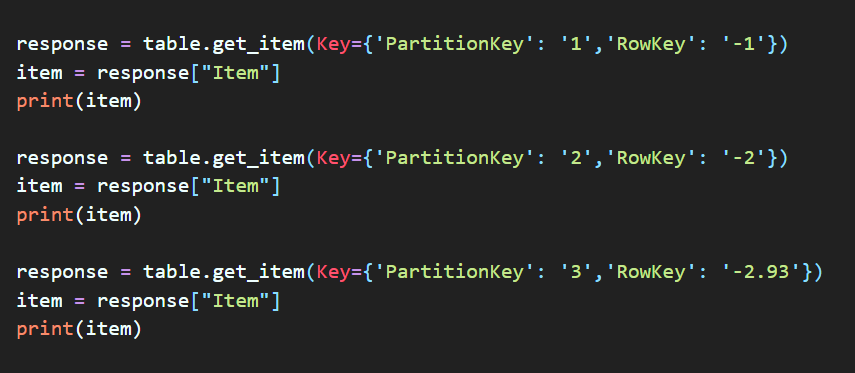 response = table.get_item(Key={'PartitionKey': '1','RowKey': '-1'})
item = response["Item"]
print(item)
response = table.get_item(Key={'PartitionKey': '2','RowKey': '-2'})
item = response["Item"]
print(item)
response = table.get_item(Key={'PartitionKey': '3','RowKey': '-2.93'})
item = response["Item"]
print(item)